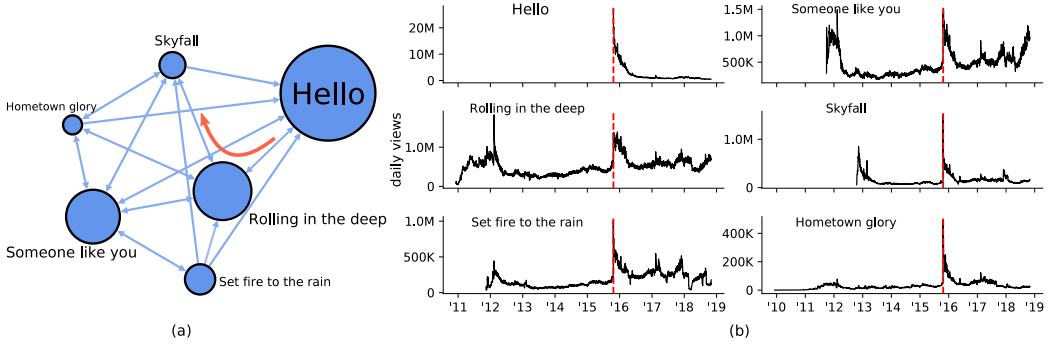 Skyfall
Hello
Hometown glory
Rolling in the deep
Someone like you
Set fire to the rain
(a)
daily views
Hello
20M
10M
0
Someone like you
1.5M
1.0M
500K
Rolling in the deep
1.0M
0
Skyfall
1.0M
0
Set fire to the rain
1.0M
500K
0
'11 '12 '13 '14 '15 '16 '17 '18 '19
Hometown glory
400K
200K
0
'10 '11 '12 '13 '14 '15 '16 '17 '18 '19
(b)